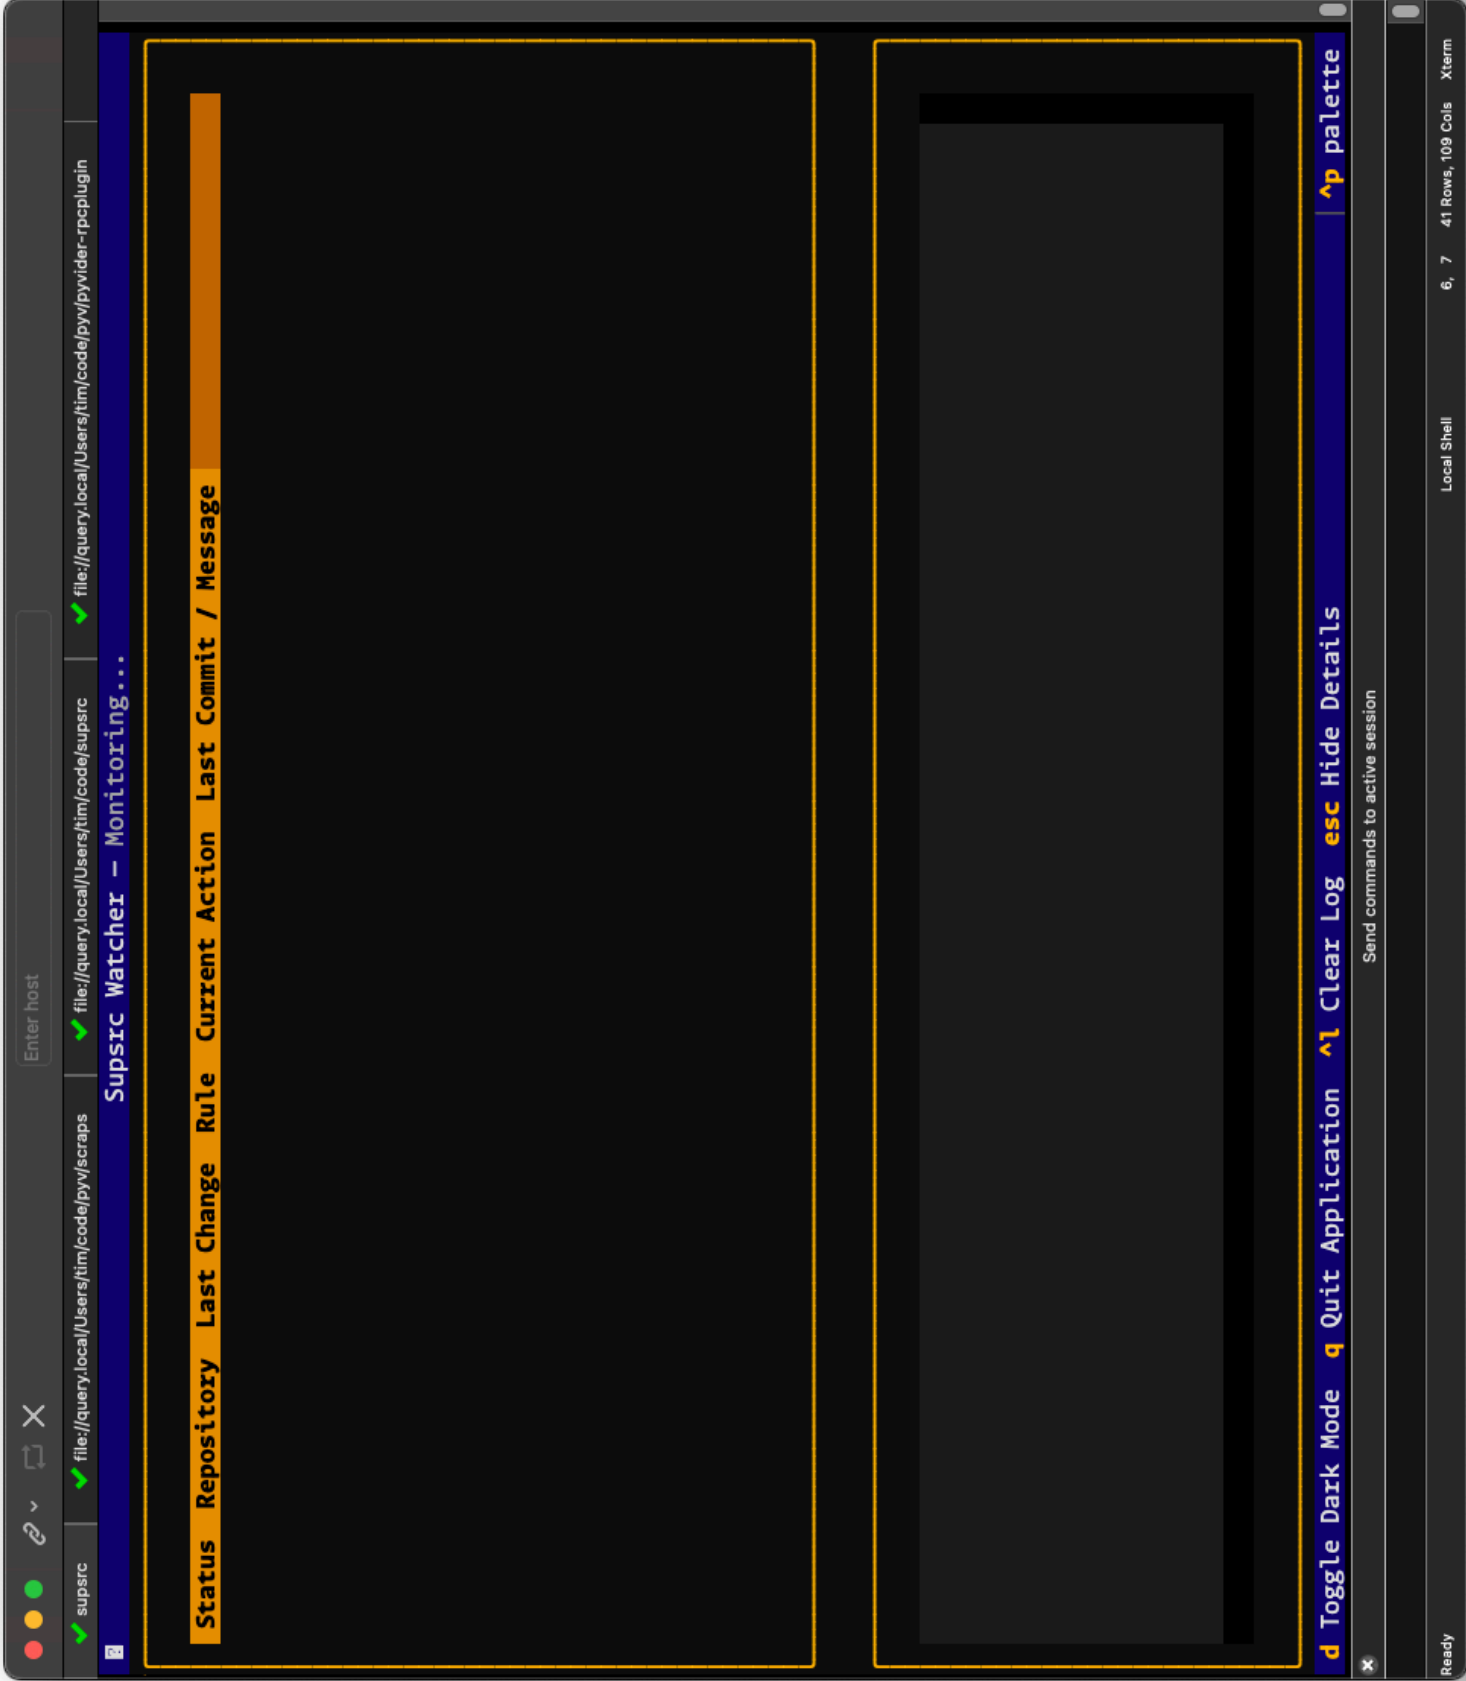 Enter host
supsrc
file://query.local/Users/tim/code/pyv/scraps
file://query.local/Users/tim/code/supsrc
file://query.local/Users/tim/code/pyv/pyvider-rpcplugin
Supsrc Watcher — Monitoring...
Status Repository Last Change Rule Current Action Last Commit / Message
d Toggle Dark Mode q Quit Application ^l Clear Log esc Hide Details ^p palette
Send commands to active session
Ready Local Shell 6, 7 41 Rows, 109 Cols Xterm